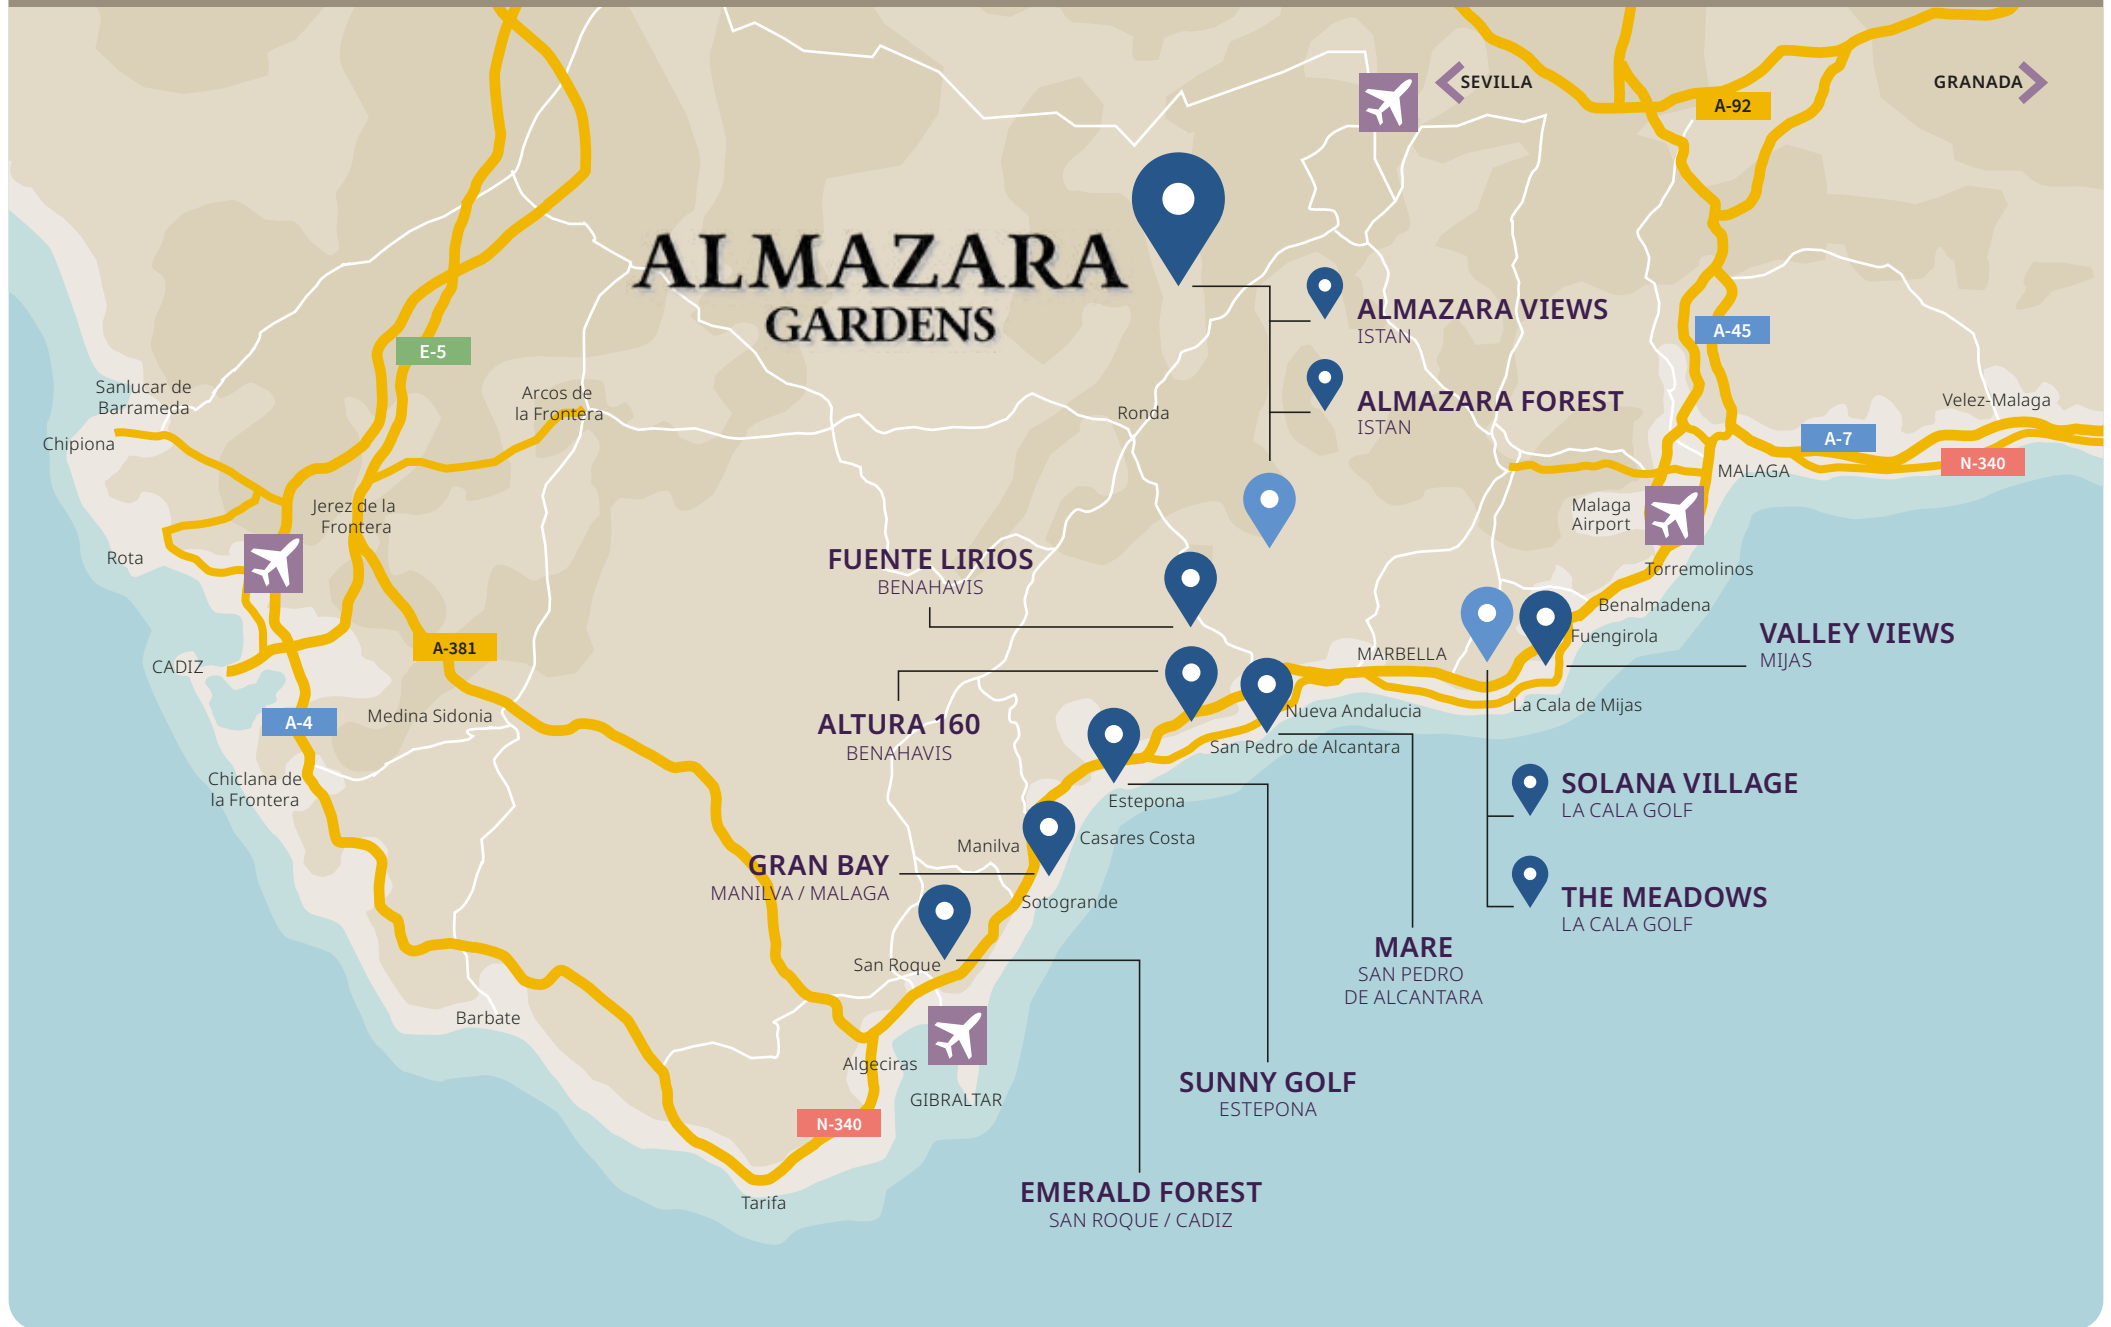 SEVILLA
GRANADA
A-92
ALMAZARA
GARDENS
ALMAZARA VIEWS
ISTAN
A-45
E-5
Sanlucar de
Barrameda
Arcos de
la Frontera
Ronda
ALMAZARA FOREST
ISTAN
Velez-Malaga
Chipiona
A-7
N-340
MALAGA
Jerez de la
Frontera
Malaga
Airport
Rota
FUENTE LIRIOS
BENAHAVIS
Torremolinos
Benalmadena
Fuengirola
VALLEY VIEWS
MIJAS
A-381
CADIZ
MARBELLA
A-4
Medina Sidonia
ALTURA 160
BENAHAVIS
Nueva Andalucia
La Cala de Mijas
San Pedro de Alcantara
Chiclana de
la Frontera
Estepona
SOLANA VILLAGE
LA CALA GOLF
Manilva
Casares Costa
GRAN BAY
MANILVA / MALAGA
Sotogrande
THE MEADOWS
LA CALA GOLF
MARE
SAN PEDRO
DE ALCANTARA
San Roque
Barbate
Algeciras
GIBRALTAR
SUNNY GOLF
ESTEPONA
N-340
Tarifa
EMERALD FOREST
SAN ROQUE / CADIZ